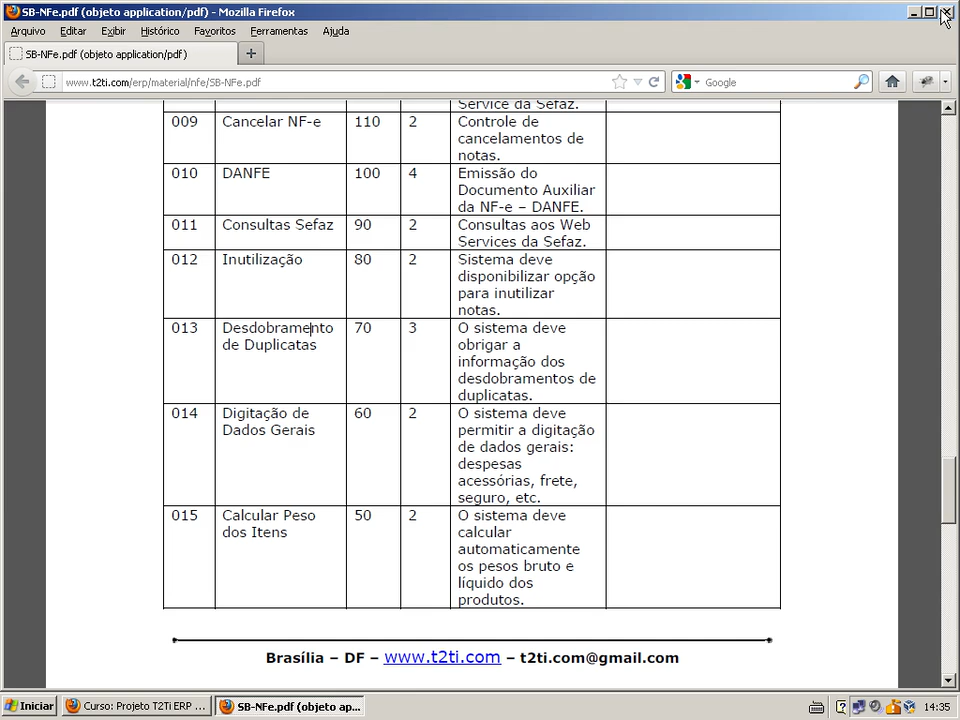 SB-NFe.pdf (objeto application/pdf) - Mozilla Firefox
Arquivo Editar Exibir Histórico Favoritos Ferramentas Ajuda
SB-NFe.pdf (objeto application/pdf)
www.t2ti.com/erp/material/nfe/SB-NFe.pdf
Google
Service da Sefaz.
009 Cancelar NF-e 110 2 Controle de
cancelamentos de
notas.
010 DANFE 100 4 Emissão do
Documento Auxiliar
da NF-e – DANFE.
011 Consultas Sefaz 90 2 Consultas aos Web
Services da Sefaz.
012 Inutilização 80 2 Sistema deve
disponibilizar opção
para inutilizar
notas.
013 Desdobramento 70 3 O sistema deve
de Duplicatas obrigar a
informação dos
desdobramentos de
duplicatas.
014 Digitação de 60 2 O sistema deve
Dados Gerais permitir a digitação
de dados gerais:
despesas
acessórias, frete,
seguro, etc.
015 Calcular Peso 50 2 O sistema deve
dos Itens calcular
automaticamente
os pesos bruto e
líquido dos
produtos.
Brasília – DF – www.t2ti.com – t2ti.com@gmail.com
Iniciar Curso: Projeto T2Ti ERP ... SB-NFe.pdf (objeto ap... 14:35